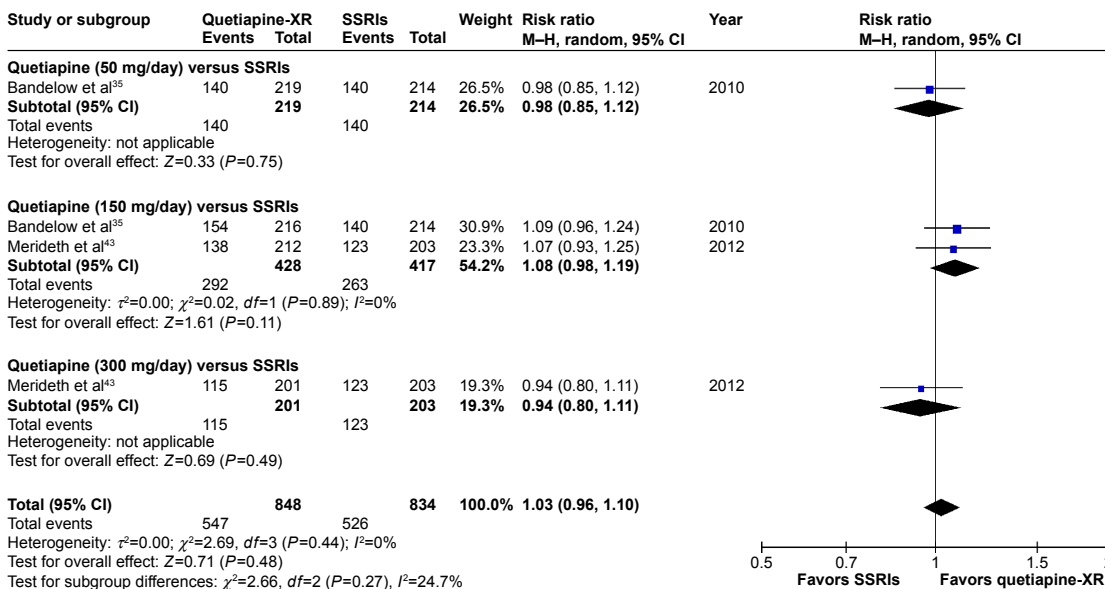 Study or subgroup Quetiapine-XR SSRIs Weight Risk ratio Year Risk ratio
Events Total Events Total M–H, random, 95% CI M–H, random, 95% CI
Quetiapine (50 mg/day) versus SSRIs
Bandelow et al³⁵ 140 219 140 214 26.5% 0.98 (0.85, 1.12) 2010
Subtotal (95% CI) 219 214 26.5% 0.98 (0.85, 1.12)
Total events 140 140
Heterogeneity: not applicable
Test for overall effect: Z=0.33 (P=0.75)
Quetiapine (150 mg/day) versus SSRIs
Bandelow et al³⁵ 154 216 140 214 30.9% 1.09 (0.96, 1.24) 2010
Merideth et al⁴³ 138 212 123 203 23.3% 1.07 (0.93, 1.25) 2012
Subtotal (95% CI) 428 417 54.2% 1.08 (0.98, 1.19)
Total events 292 263
Heterogeneity: τ²=0.00; χ²=0.02, df=1 (P=0.89); I²=0%
Test for overall effect: Z=1.61 (P=0.11)
Quetiapine (300 mg/day) versus SSRIs
Merideth et al⁴³ 115 201 123 203 19.3% 0.94 (0.80, 1.11) 2012
Subtotal (95% CI) 201 203 19.3% 0.94 (0.80, 1.11)
Total events 115 123
Heterogeneity: not applicable
Test for overall effect: Z=0.69 (P=0.49)
Total (95% CI) 848 834 100.0% 1.03 (0.96, 1.10)
Total events 547 526
Heterogeneity: τ²=0.00; χ²=2.69, df=3 (P=0.44); I²=0%
Test for overall effect: Z=0.71 (P=0.48)
Test for subgroup differences: χ²=2.66, df=2 (P=0.27), I²=24.7%
0.5 0.7 1 1.5
Favors SSRIs Favors quetiapine-XR